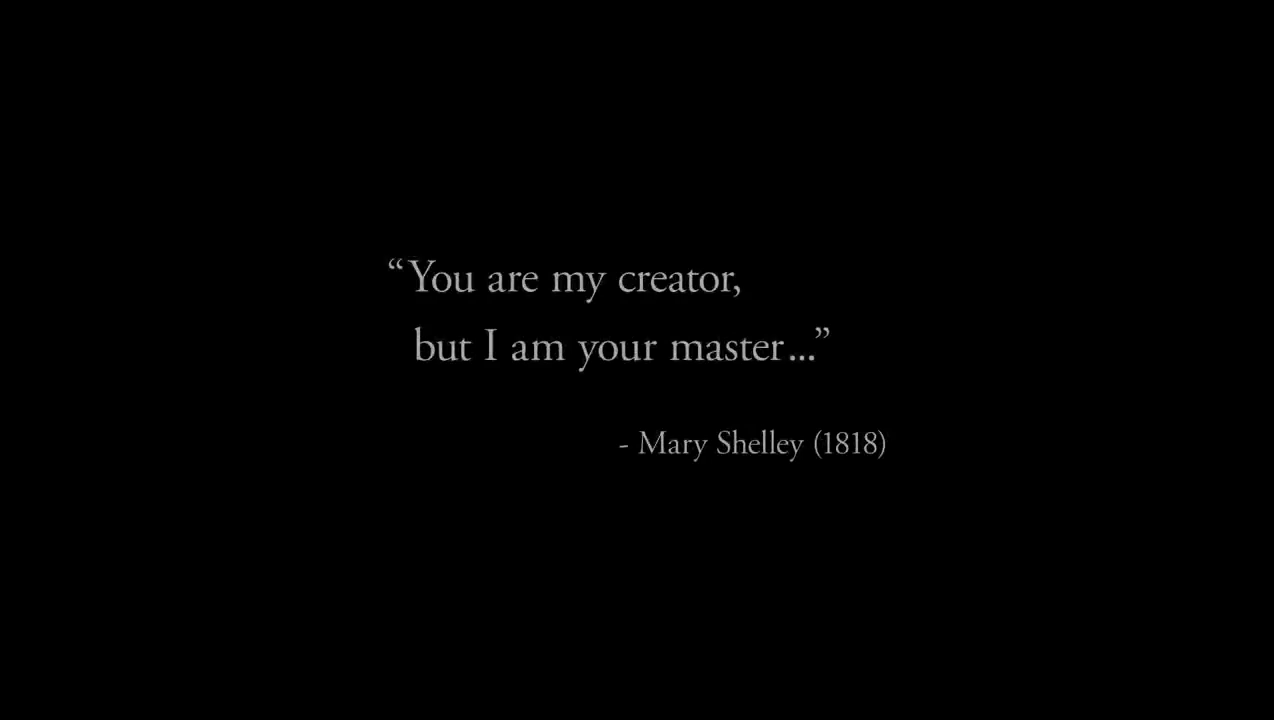 “You are my creator,
but I am your master...”
- Mary Shelley (1818)